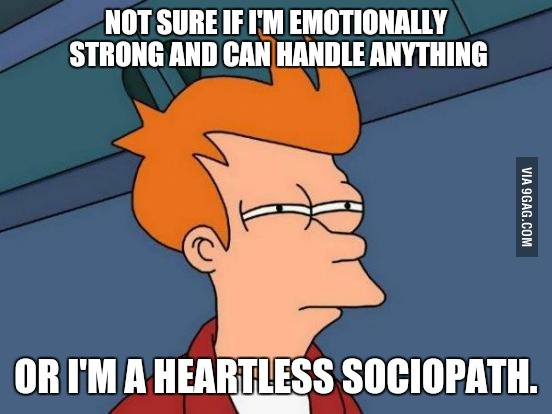 NOT SURE IF I'M EMOTIONALLY
STRONG AND CAN HANDLE ANYTHING
VIA 9GAG.COM
OR I'M A HEARTLESS SOCIOPATH.